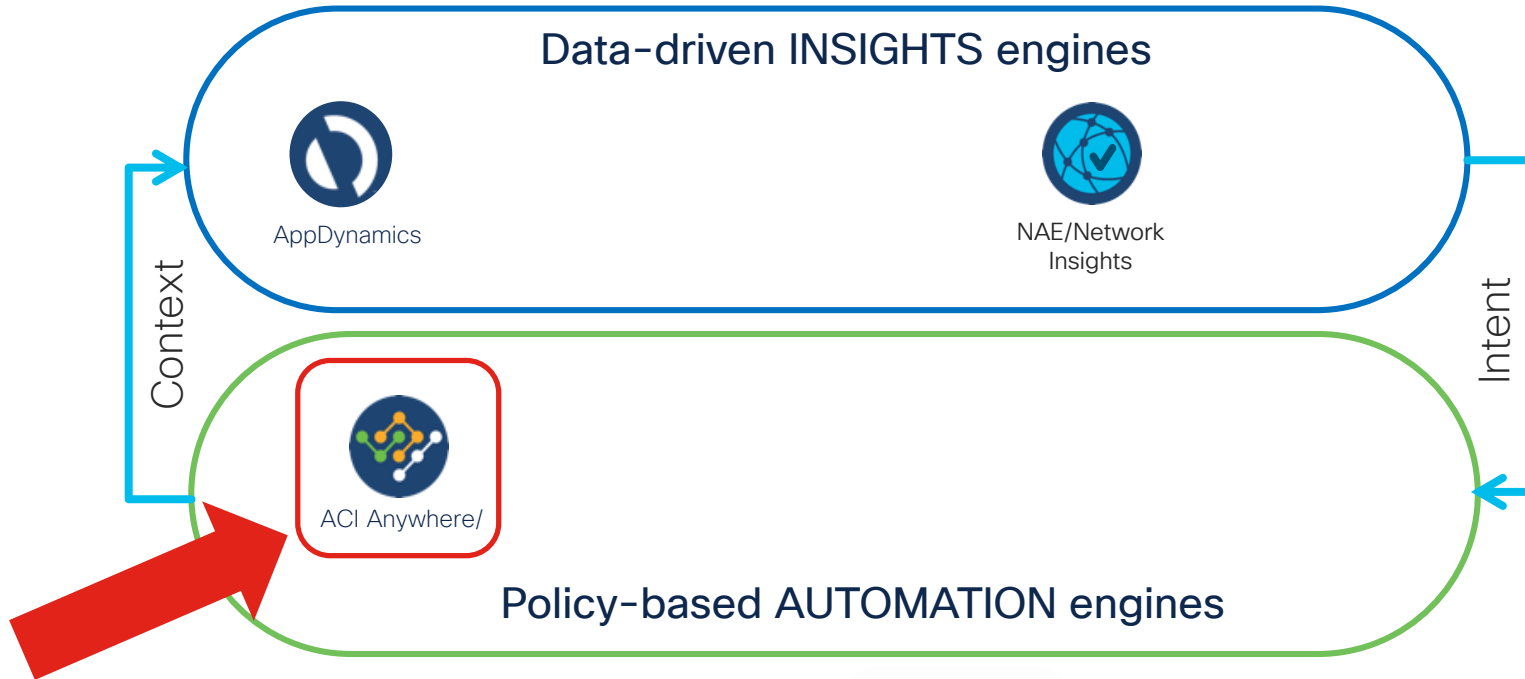 Data-driven INSIGHTS engines
AppDynamics
NAE/Network
Insights
Context
Intent
ACI Anywhere/
Policy-based AUTOMATION engines